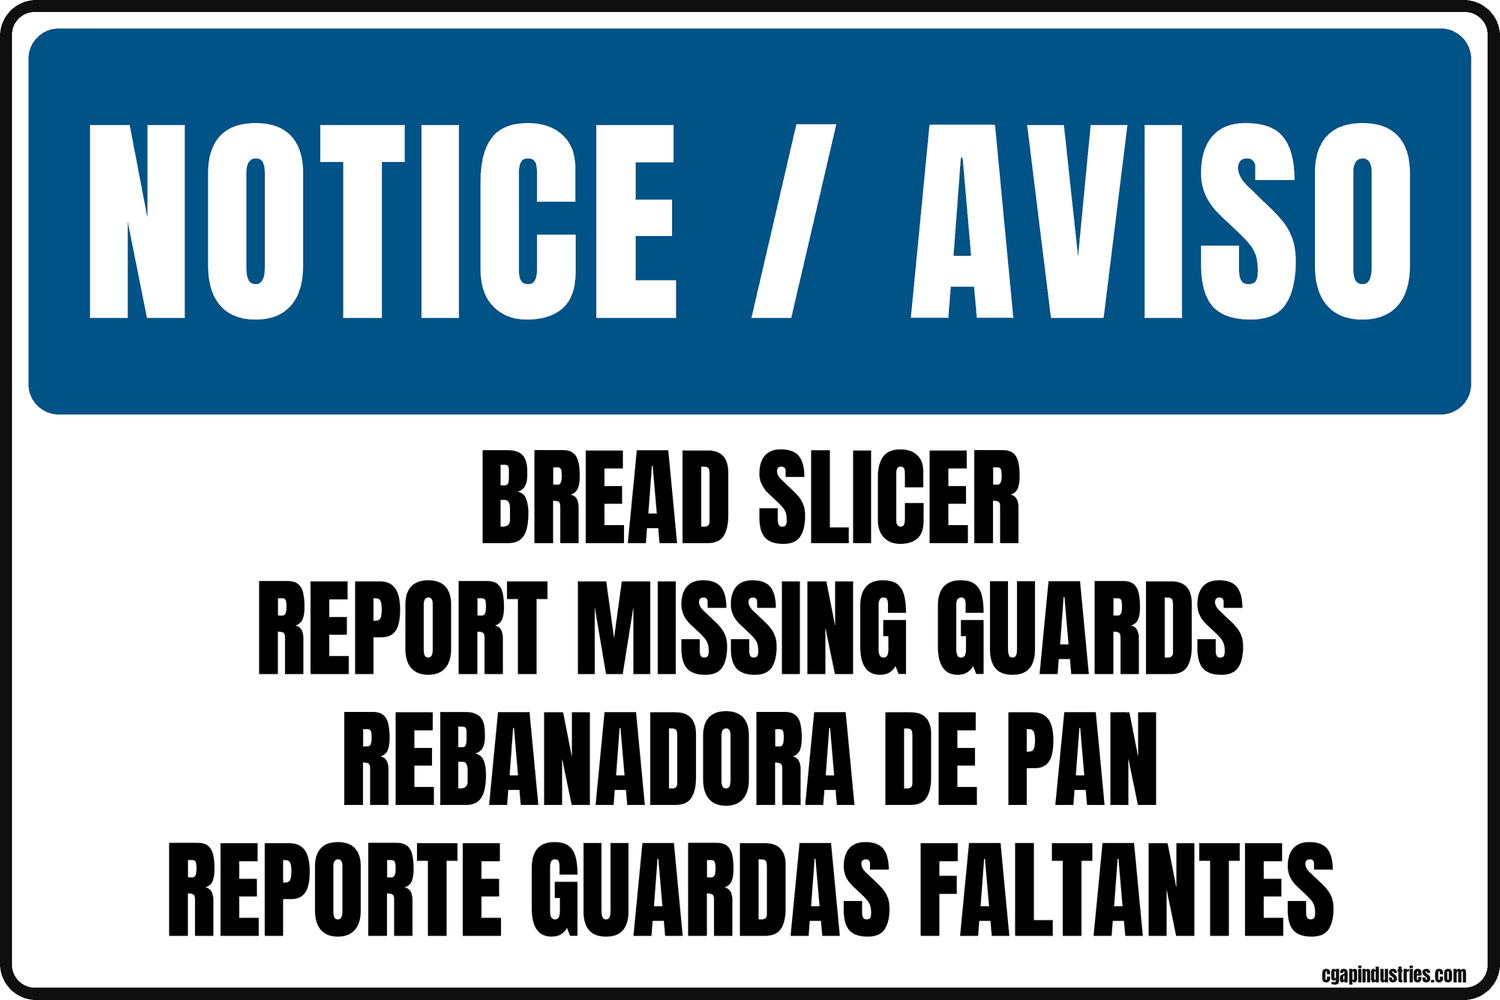 NOTICE / AVISO
BREAD SLICER
REPORT MISSING GUARDS
REBANADORA DE PAN
REPORTE GUARDAS FALTANTES
cgapindustries.com